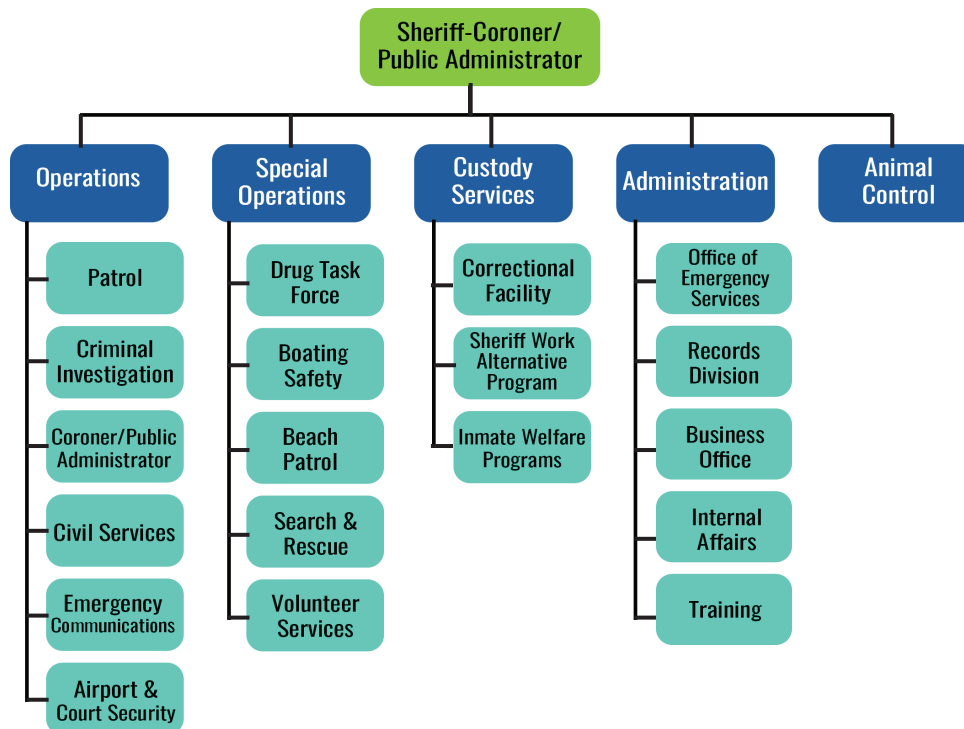 Sheriff-Coroner/
Public Administrator
Operations
Special
Operations
Custody
Services
Administration
Animal
Control
Patrol
Criminal
Investigation
Coroner/Public
Administrator
Civil Services
Emergency
Communications
Airport &
Court Security
Drug Task
Force
Boating
Safety
Beach
Patrol
Search &
Rescue
Volunteer
Services
Correctional
Facility
Sheriff Work
Alternative
Program
Inmate Welfare
Programs
Office of
Emergency
Services
Records
Division
Business
Office
Internal
Affairs
Training